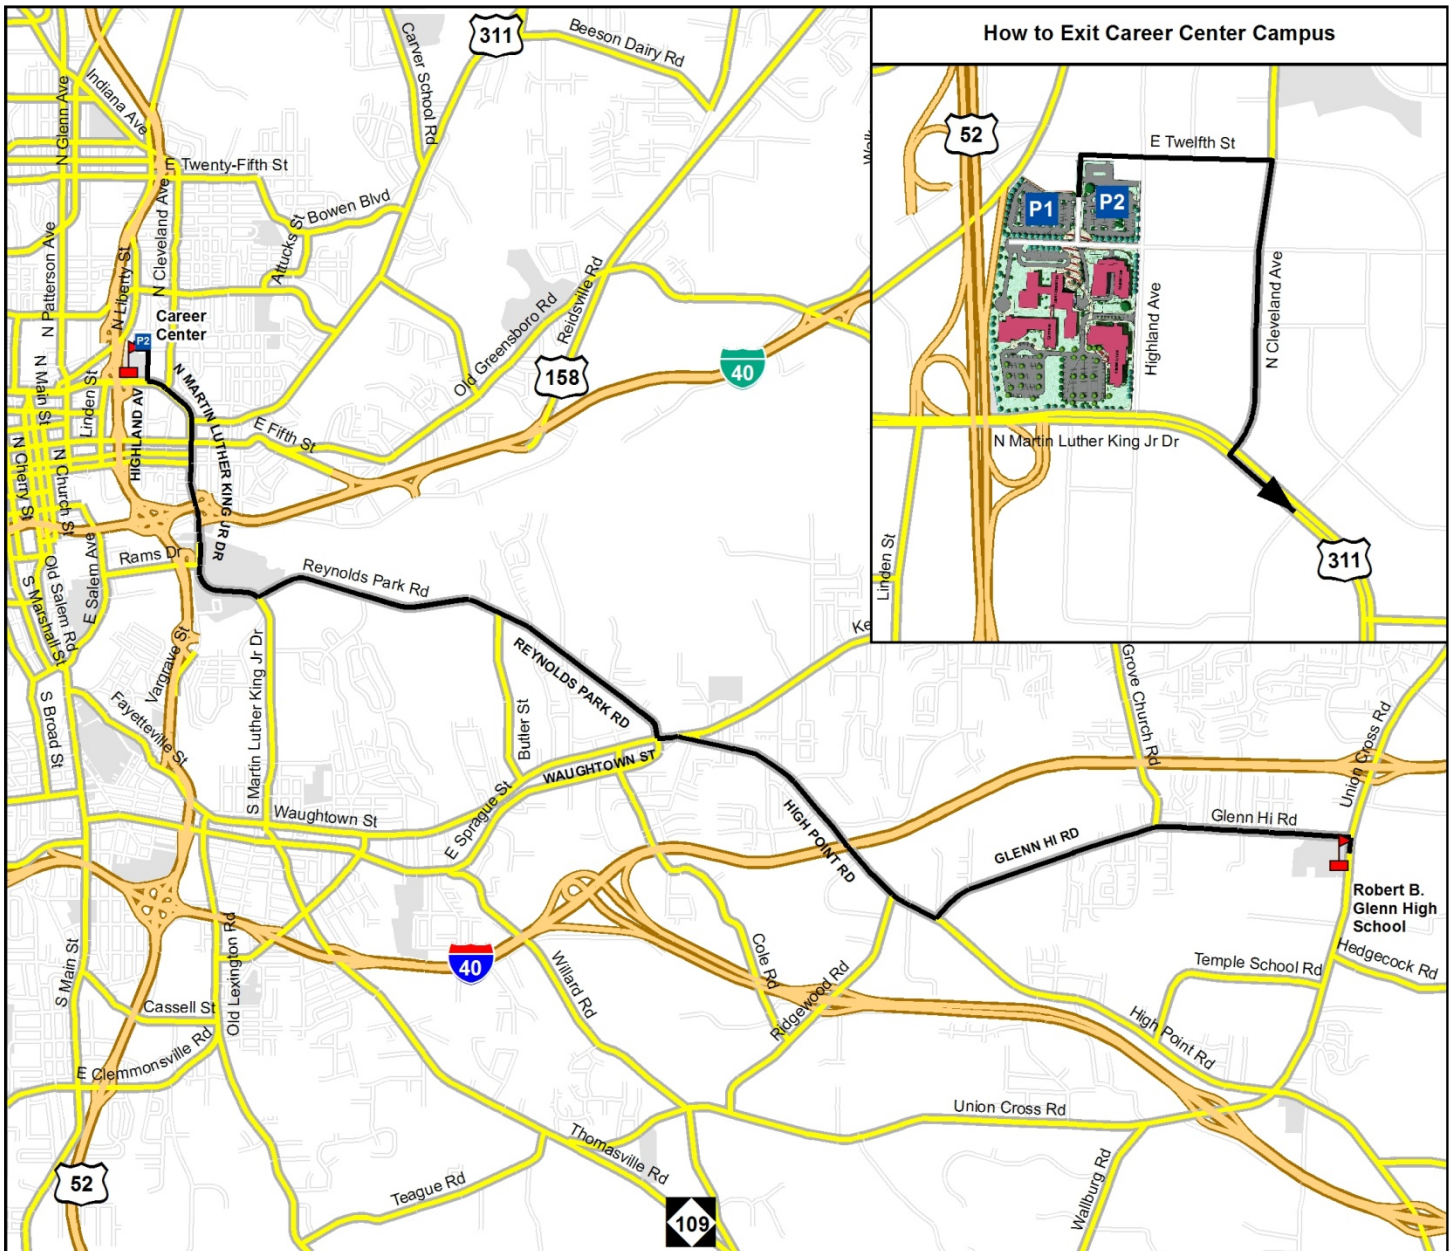 How to Exit Career Center Campus
311
Beeson Dairy Rd
Carver School Rd
Indiana Ave
N Glenn Ave
E Twenty-Fifth St
Bowen Blvd
Attucks St
N Cleveland Ave
N Liberty St
N Patterson Ave
Career
Center
P2
Old Greensboro Rd
Reidsville Rd
158
40
N Main St
Linden St
HIGHLAND AV
N MARTIN LUTHER KING JR DR
E Fifth St
N Cherry St
N Church St
Rams Dr
Reynolds Park Rd
Old Salem Rd
E Salem Ave
S Marshall St
Vargrave St
S Martin Luther King Jr Dr
REYNOLDS PARK RD
S Broad St
Fayetteville St
Butler St
WAUGHTOWN ST
Waughtown St
E Sprague St
HIGH POINT RD
GLENN HI RD
Grove Church Rd
Glenn Hi Rd
Union Cross Rd
Robert B.
Glenn High
School
Hedgecock Rd
Temple School Rd
High Point Rd
40
Willard Rd
Cole Rd
Ridgewood Rd
S Main St
Old Lexington Rd
Cassell St
E Clemmonsville Rd
Union Cross Rd
Thomasville Rd
Teague Rd
Wallburg Rd
52
109
52
E Twelfth St
P1
P2
Highland Ave
N Cleveland Ave
N Martin Luther King Jr Dr
Linden St
311